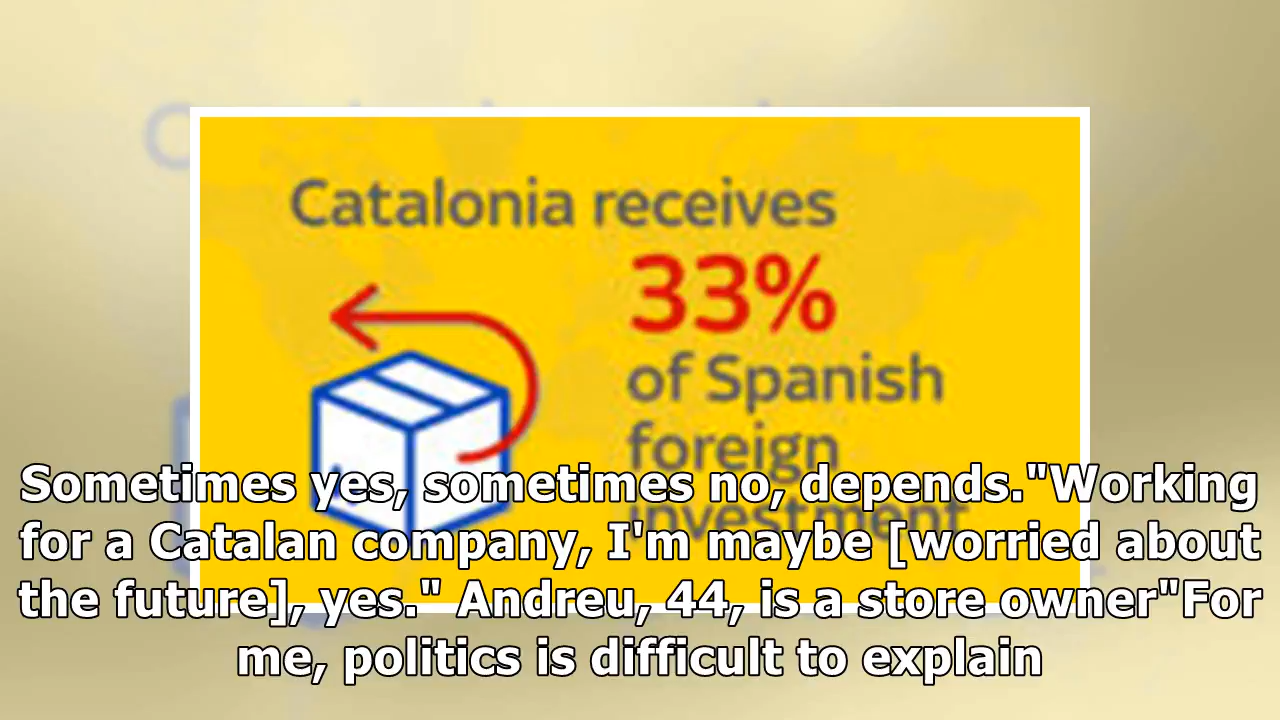 Catalonia receives
33%
of Spanish
foreign
investment
Sometimes yes, sometimes no, depends."Working
for a Catalan company, I'm maybe [worried about
the future], yes." Andreu, 44, is a store owner"For
me, politics is difficult to explain